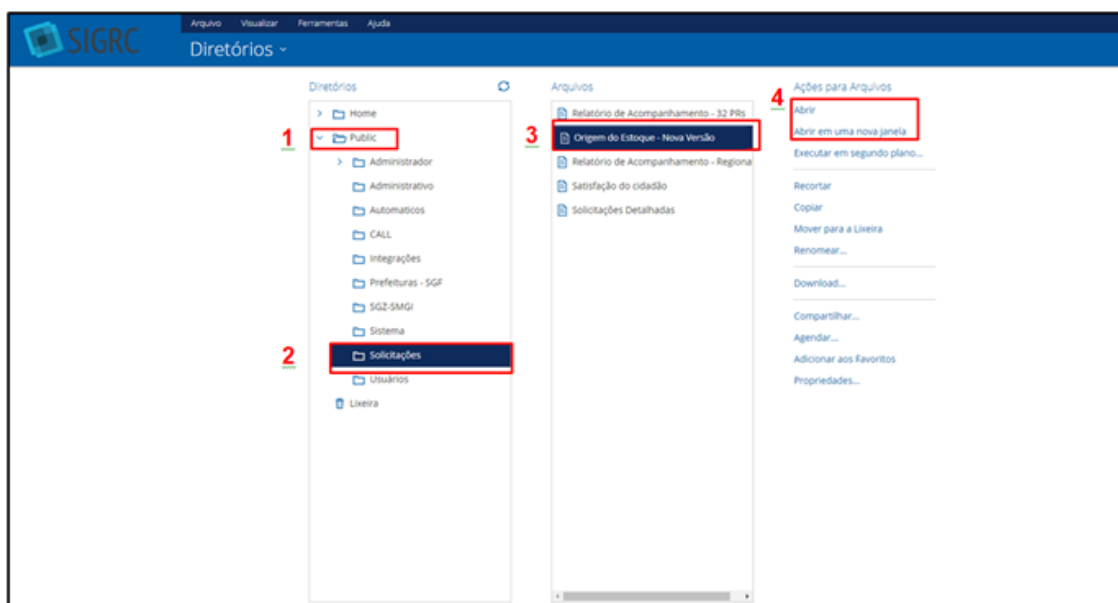 SIGRC
Arquivo Visualizar Ferramentas Ajuda
Diretórios
Diretórios
Home
1
Public
Administrador
Administrativo
Automaticos
CALL
Integrações
Prefeituras - SGF
SGZ-SMGI
Sistema
2
Solicitações
Usuários
Lixeira
Arquivos
Relatório de Acompanhamento - 32 PRs
3
Origem do Estoque - Nova Versão
Relatório de Acompanhamento - Regiona
Satisfação do cidadão
Solicitações Detalhadas
Ações para Arquivos
4
Abrir
Abrir em uma nova janela
Executar em segundo plano...
Recortar
Copiar
Mover para a Lixeira
Renomear...
Download...
Compartilhar...
Agendar...
Adicionar aos Favoritos
Propriedades...